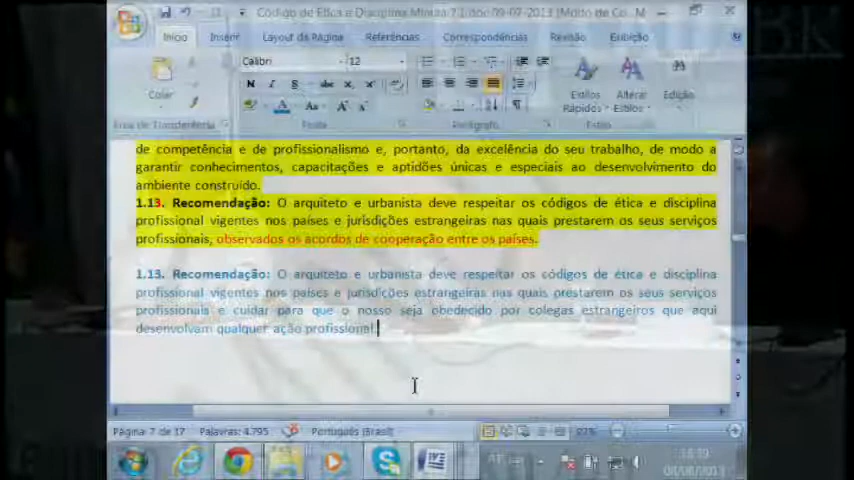 Código de Ética e Disciplina Minuta 7.1.doc 09-07-2013 [Modo de Co... M
Início Inserir Layout da Página Referências Correspondências Revisão Exibição
Calibri 12
Colar
Estilos Rápidos Alterar Estilos Edição
Área de Transferência Fonte Estilo
de competência e de profissionalismo e, portanto, da excelência do seu trabalho, de modo a
garantir conhecimentos, capacitações e aptidões únicas e especiais ao desenvolvimento do
ambiente construído.
1.13. Recomendação: O arquiteto e urbanista deve respeitar os códigos de ética e disciplina
profissional vigentes nos países e jurisdições estrangeiras nas quais prestarem os seus serviços
profissionais, observados os acordos de cooperação entre os países.
1.13. Recomendação: O arquiteto e urbanista deve respeitar os códigos de ética e disciplina
profissional vigentes nos países e jurisdições estrangeiras nas quais prestarem os seus serviços
profissionais e cuidar para que o nosso seja obedecido por colegas estrangeiros que aqui
desenvolvam qualquer ação profissional.
Página: 7 de 17 Palavras: 4.795 Português (Brasil)